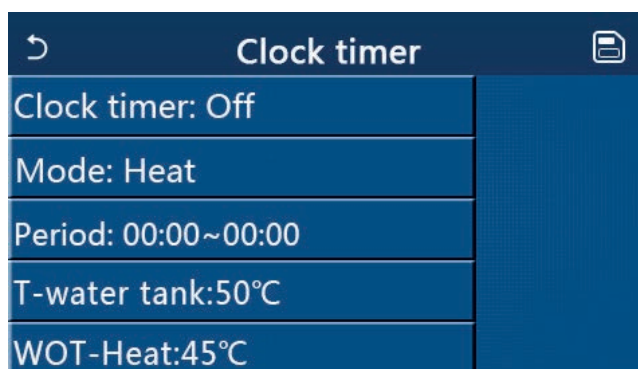 Clock timer
Clock timer: Off
Mode: Heat
Period: 00:00~00:00
T-water tank:50℃
WOT-Heat:45℃